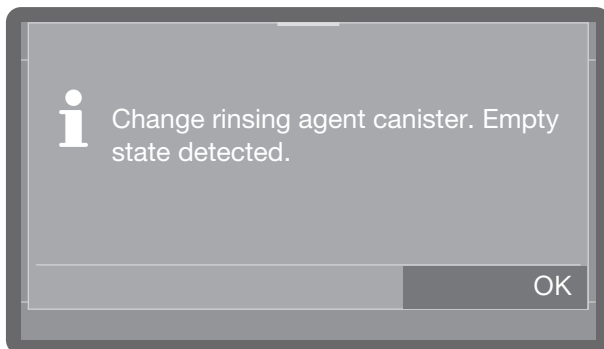 Change rinsing agent canister. Empty
state detected.
OK